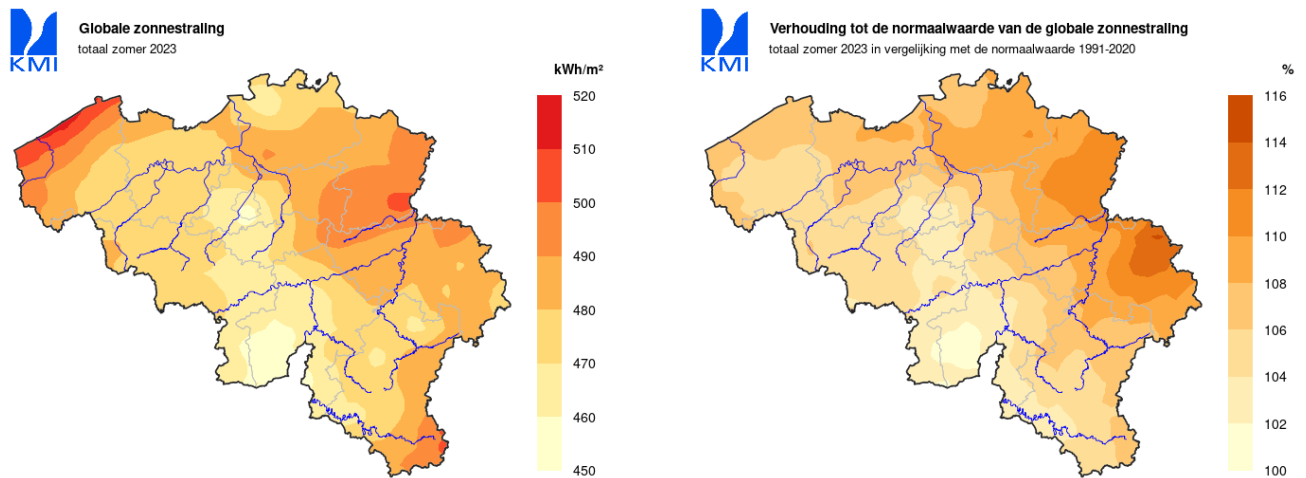 KMI
Globale zonnestraling
totaal zomer 2023
kWh/m²
520
510
500
490
480
470
460
450
KMI
Verhouding tot de normaalwaarde van de globale zonnestraling
totaal zomer 2023 in vergelijking met de normaalwaarde 1991-2020
%
116
114
112
110
108
106
104
102
100